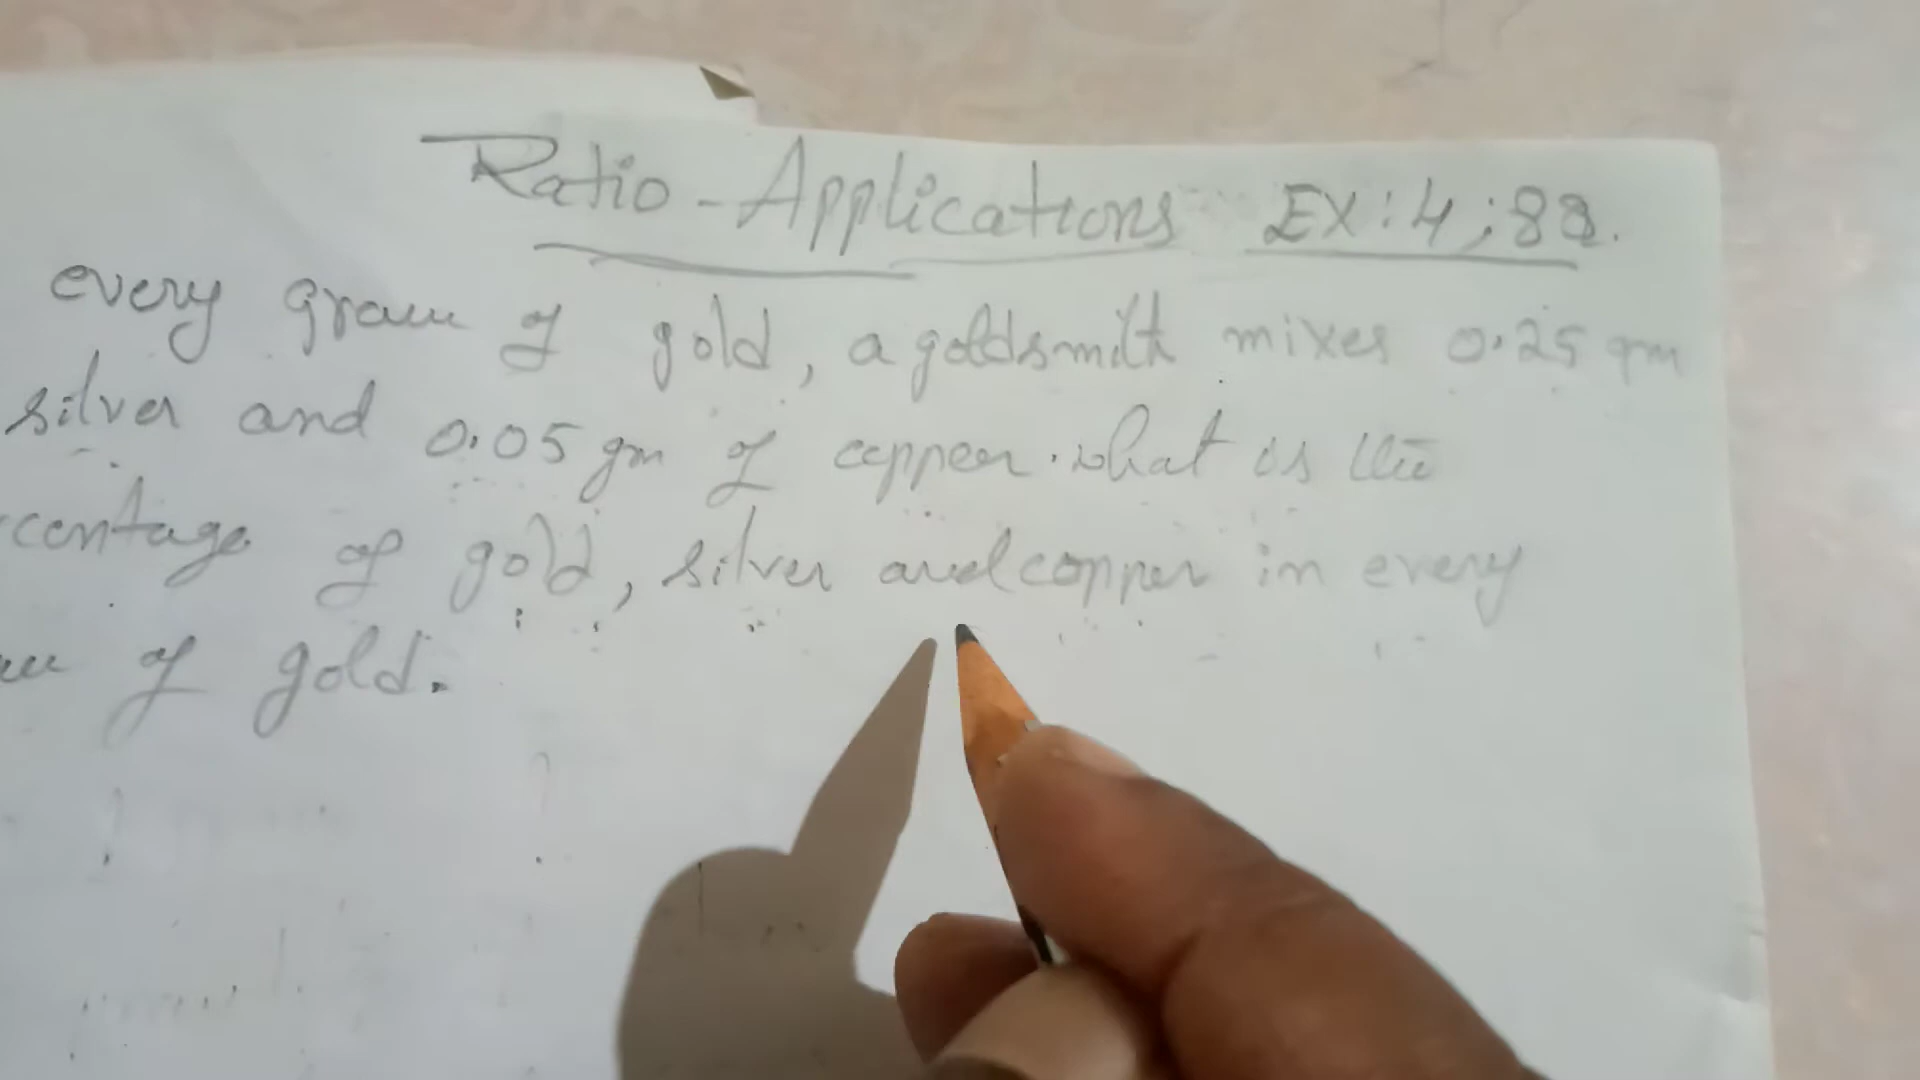 Ratio - Applications EX: 4; 88.
every gram of gold, a goldsmith mixes 0.25 gm
silver and 0.05 gm of copper. what is the
centage of gold, silver and copper in every
of gold.